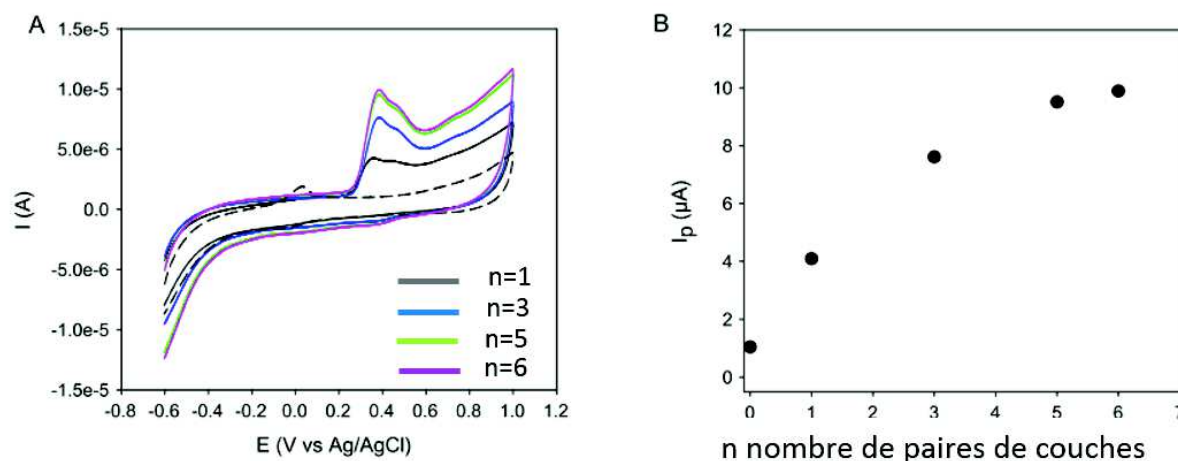 A
1.5e-5
1.0e-5
5.0e-6
0.0
-5.0e-6
-1.0e-5
-1.5e-5
I (A)
n=1
n=3
n=5
n=6
-0.8 -0.6 -0.4 -0.2 0.0 0.2 0.4 0.6 0.8 1.0 1.2
E (V vs Ag/AgCl)
B
12
10
8
6
4
2
0
Ip (µA)
0 1 2 3 4 5 6 7
n nombre de paires de couches